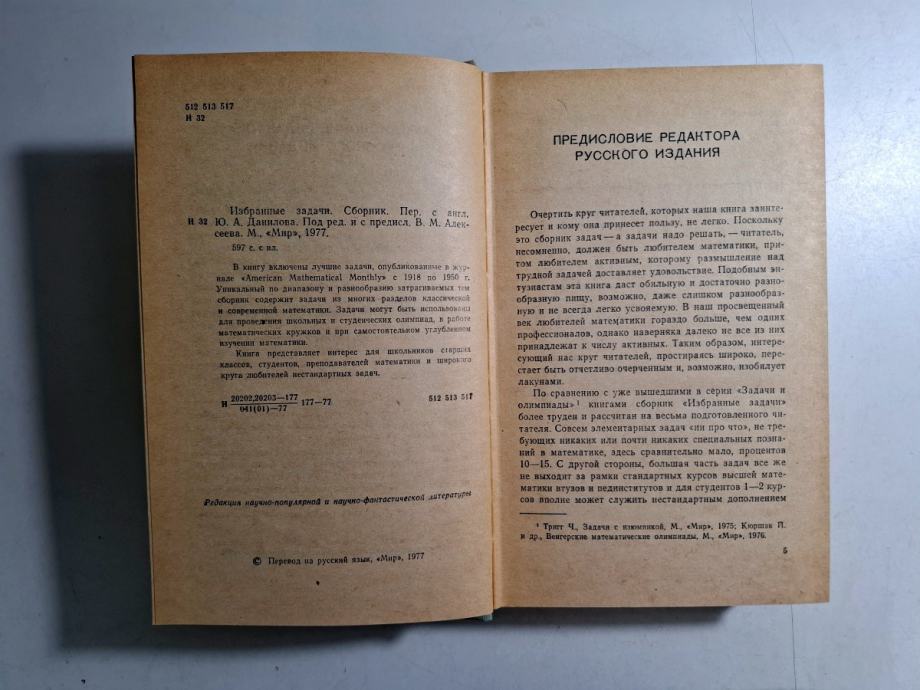 512 513 517
И 32
Избранные задачи. Сборник. Пер. с англ.
И 32 Ю. А. Данилова. Под ред. и с предисл. В. М. Алек-
сеева. М., «Мир», 1977.
597 с. с ил.
В книгу включены лучшие задачи, опубликованные в жур-
нале «American Mathematical Monthly» с 1918 по 1950 г.
Уникальный по диапазону и разнообразию затрагиваемых тем
сборник содержит задачи из многих разделов классической
и современной математики. Задачи могут быть использованы
для проведения школьных и студенческих олимпиад, в работе
математических кружков и при самостоятельном углубленном
изучении математики.
Книга представляет интерес для школьников старших
классов, студентов, преподавателей математики и широкого
круга любителей нестандартных задач.
И 20202,20203—177
041(01)—77 177—77 512 513 517
Редакция научно-популярной и научно-фантастической литературы
© Перевод на русский язык, «Мир», 1977
ПРЕДИСЛОВИЕ РЕДАКТОРА
РУССКОГО ИЗДАНИЯ
Очертить круг читателей, которых наша книга заинте-
ресует и кому она принесет пользу, не легко. Поскольку
это сборник задач — а задачи надо решать, — читатель,
несомненно, должен быть любителем математики, при-
том любителем активным, которому размышление над
трудной задачей доставляет удовольствие. Подобным эн-
тузиастам эта книга даст обильную и достаточно разно-
образную пищу, возможно, даже слишком разнообраз-
ную и не всегда легко усвояемую. В наш просвещенный
век любителей математики гораздо больше, чем одних
профессионалов, однако наверняка далеко не все из них
принадлежат к числу активных. Таким образом, интере-
сующий нас круг читателей, простираясь широко, перес-
тает быть отчетливо очерченным и, возможно, изобилует
лакунами.
По сравнению с уже вышедшими в серии «Задачи и
олимпиады» ¹ книгами сборник «Избранные задачи»
более труден и рассчитан на весьма подготовленного чи-
тателя. Совсем элементарных задач «ни про что», не тре-
бующих никаких или почти никаких специальных позна-
ний в математике, здесь сравнительно мало, процентов
10—15. С другой стороны, большая часть задач все же
не выходит за рамки стандартных курсов высшей мате-
матики втузов и пединститутов и для студентов 1—2 кур-
сов вполне может служить нестандартным дополнением
¹ Тригг Ч., Задачи с изюминкой, М., «Мир», 1975; Кюршак Й.
и др., Венгерские математические олимпиады, М., «Мир», 1976.
5